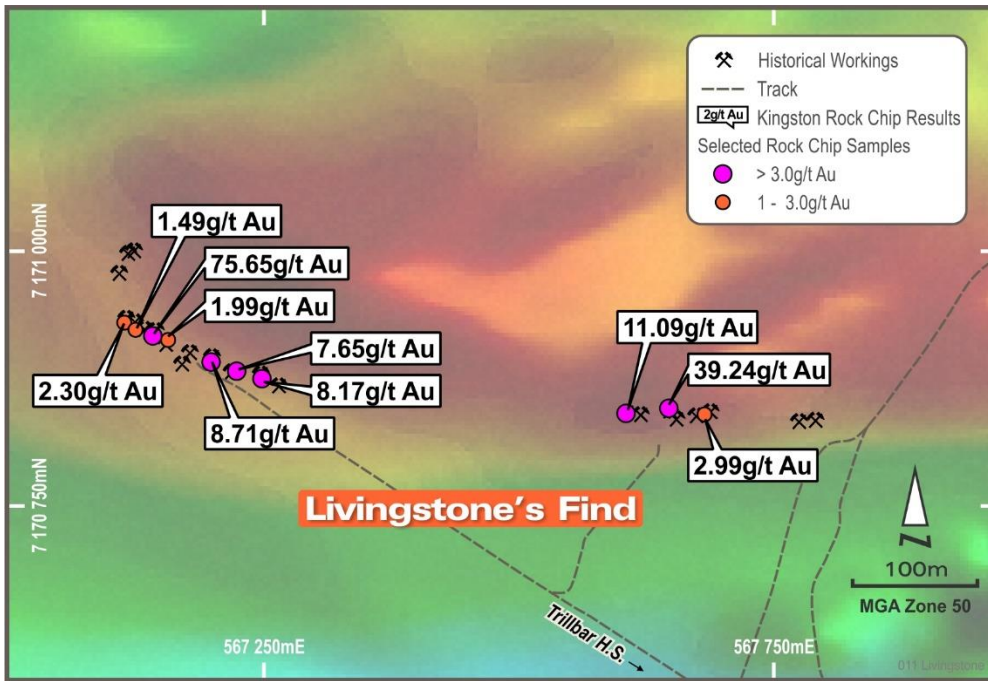 Historical Workings
Track
2g/t Au Kingston Rock Chip Results
Selected Rock Chip Samples
> 3.0g/t Au
1 - 3.0g/t Au
1.49g/t Au
75.65g/t Au
1.99g/t Au
7.65g/t Au
8.17g/t Au
2.30g/t Au
8.71g/t Au
11.09g/t Au
39.24g/t Au
2.99g/t Au
7 171 000mN
7 170 750mN
Livingstone's Find
N
100m
MGA Zone 50
Trillbar H.S.
567 250mE
567 750mE
011 Livingstone